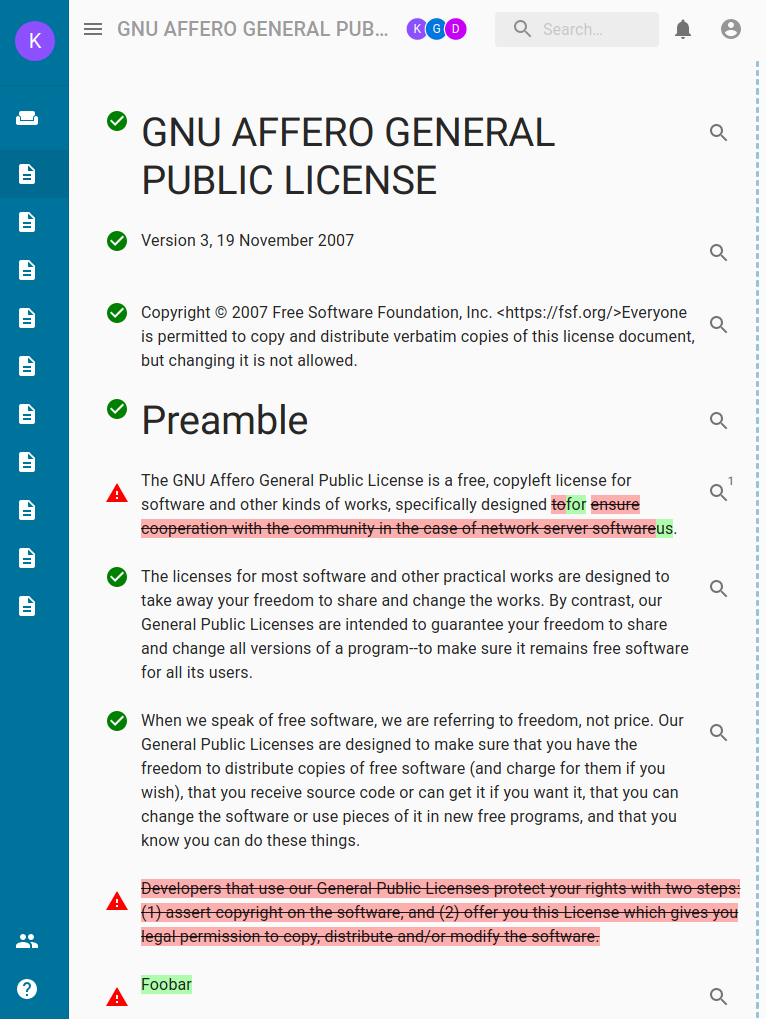 K
GNU AFFERO GENERAL PUB…
K G D
Search…
GNU AFFERO GENERAL
PUBLIC LICENSE
Version 3, 19 November 2007
Copyright © 2007 Free Software Foundation, Inc. <https://fsf.org/>Everyone
is permitted to copy and distribute verbatim copies of this license document,
but changing it is not allowed.
Preamble
The GNU Affero General Public License is a free, copyleft license for
software and other kinds of works, specifically designed tofor ensure
cooperation with the community in the case of network server softwareus.
1
The licenses for most software and other practical works are designed to
take away your freedom to share and change the works. By contrast, our
General Public Licenses are intended to guarantee your freedom to share
and change all versions of a program--to make sure it remains free software
for all its users.
When we speak of free software, we are referring to freedom, not price. Our
General Public Licenses are designed to make sure that you have the
freedom to distribute copies of free software (and charge for them if you
wish), that you receive source code or can get it if you want it, that you can
change the software or use pieces of it in new free programs, and that you
know you can do these things.
Developers that use our General Public Licenses protect your rights with two steps:
(1) assert copyright on the software, and (2) offer you this License which gives you
legal permission to copy, distribute and/or modify the software.
Foobar